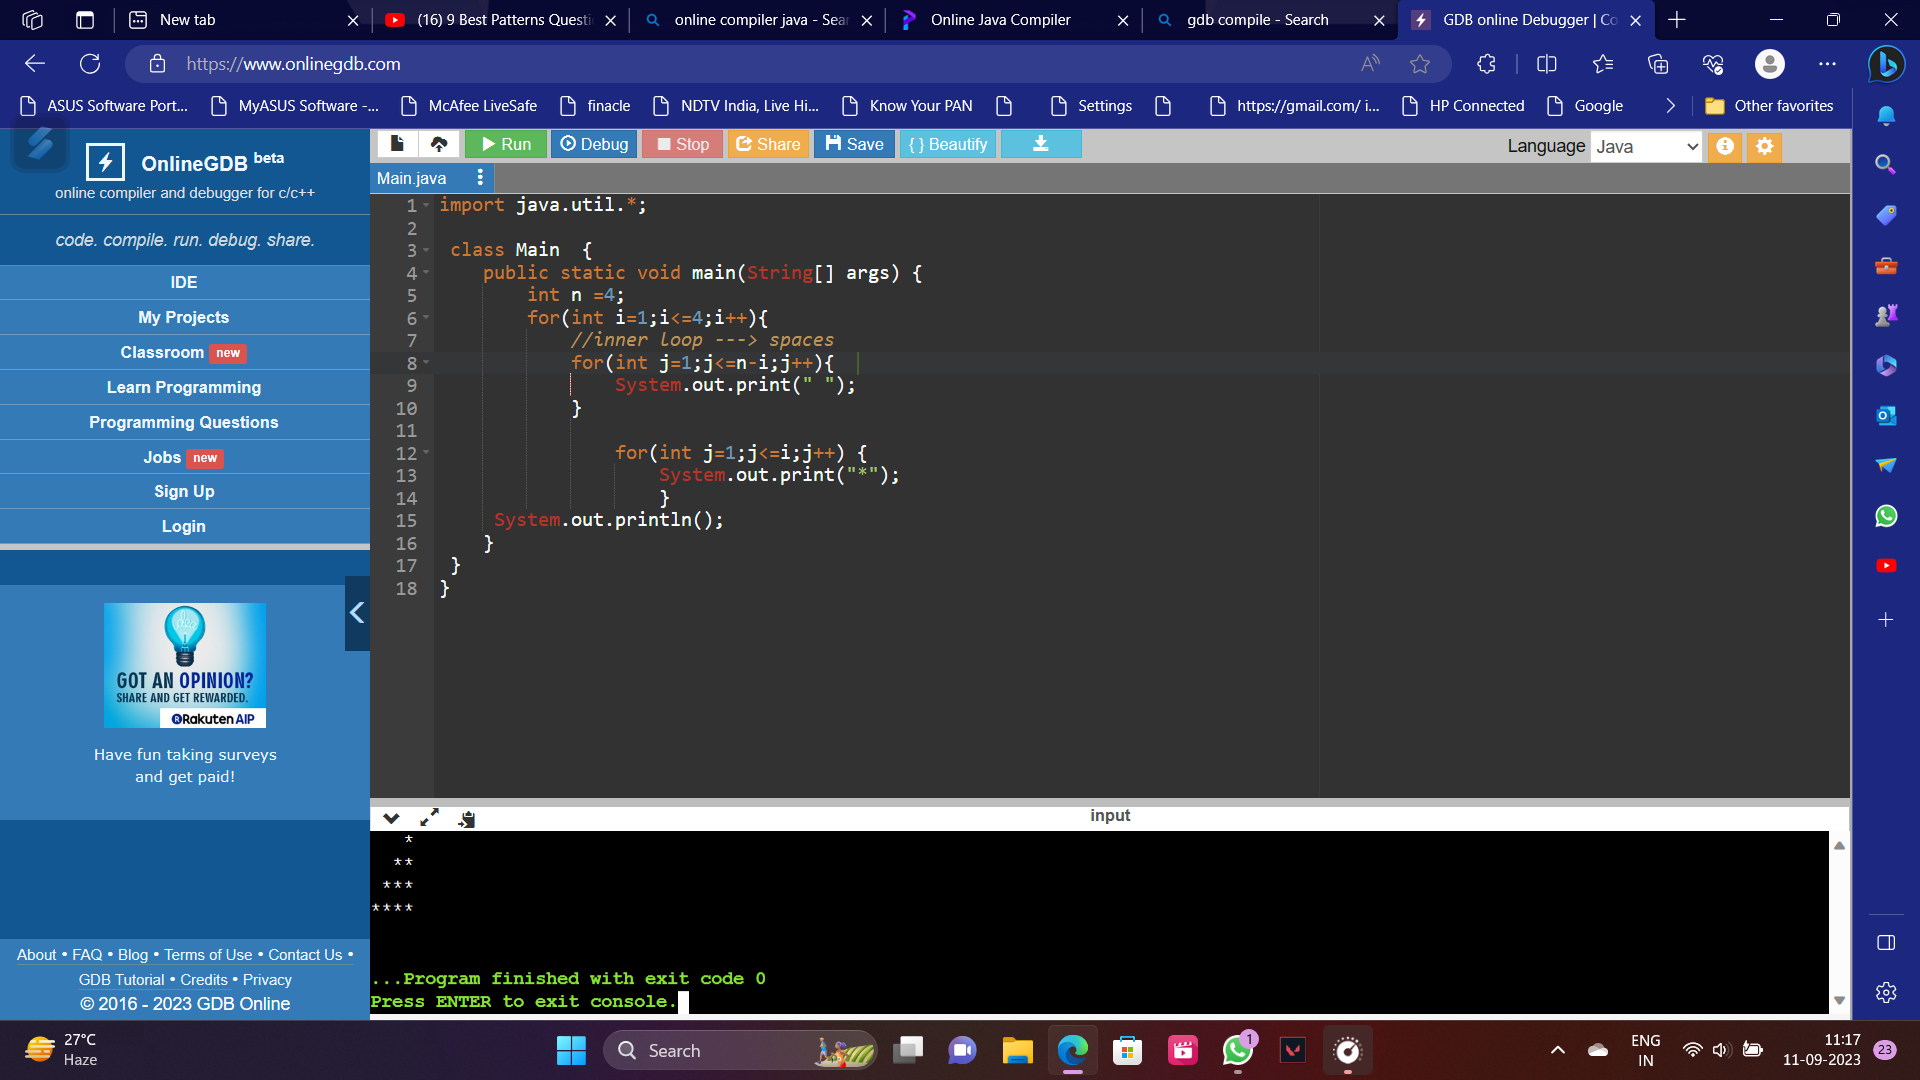 New tab
(16) 9 Best Patterns Questi
online compiler java - Sear
Online Java Compiler
gdb compile - Search
GDB online Debugger | Co
https://www.onlinegdb.com
ASUS Software Port...
MyASUS Software -...
McAfee LiveSafe
finacle
NDTV India, Live Hi...
Know Your PAN
Settings
https://gmail.com/ i...
HP Connected
Google
Other favorites
OnlineGDB beta
online compiler and debugger for c/c++
code. compile. run. debug. share.
IDE
My Projects
Classroom new
Learn Programming
Programming Questions
Jobs new
Sign Up
Login
GOT AN OPINION?
SHARE AND GET REWARDED.
Rakuten AIP
Have fun taking surveys
and get paid!
About • FAQ • Blog • Terms of Use • Contact Us •
GDB Tutorial • Credits • Privacy
© 2016 - 2023 GDB Online
Run
Debug
Stop
Share
Save
{ } Beautify
Language Java
Main.java
1 import java.util.*;
2
3 class Main  {
4 public static void main(String[] args) {
5 int n =4;
6 for(int i=1;i<=4;i++){
7 //inner loop ---> spaces
8 for(int j=1;j<=n-i;j++){
9 System.out.print(" ");
10 }
11
12 for(int j=1;j<=i;j++) {
13 System.out.print("*");
14 }
15 System.out.println();
16 }
17 }
18 }
input
   *
  **
 ***
****
...Program finished with exit code 0
Press ENTER to exit console.
27°C
Haze
Search
1
ENG
IN
11:17
11-09-2023
23